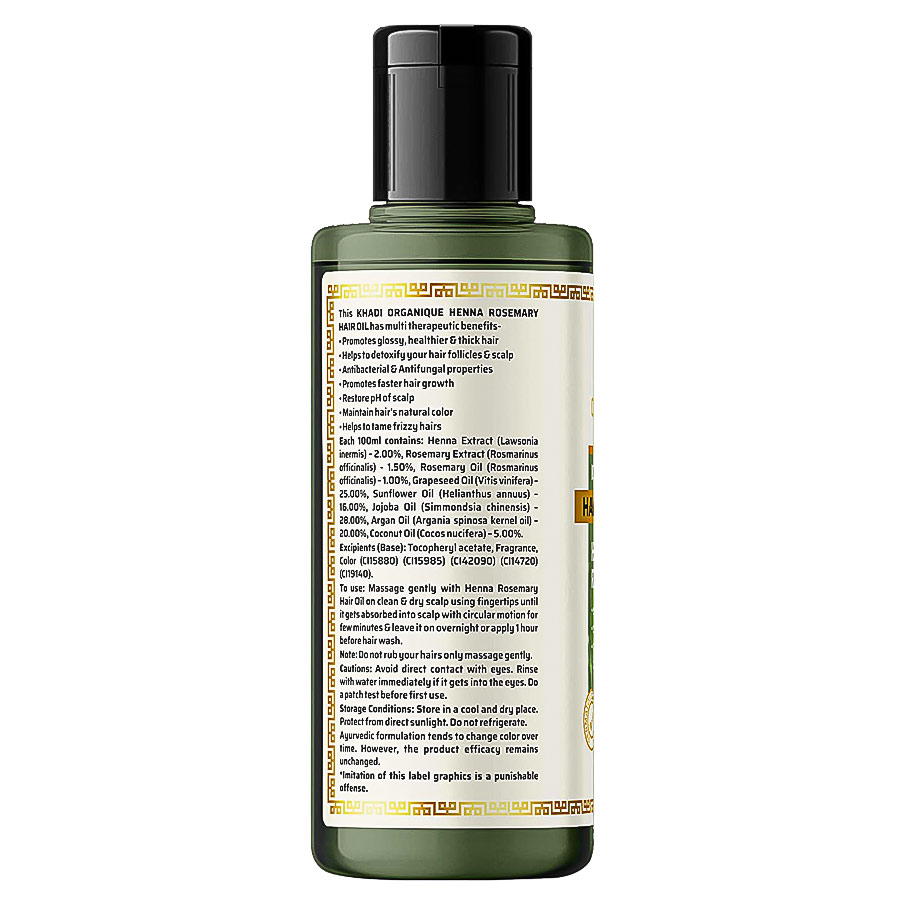 This KHADI ORGANIQUE HENNA ROSEMARY
HAIR OIL has multi therapeutic benefits-
• Promotes glossy, healthier & thick hair
• Helps to detoxify your hair follicles & scalp
• Antibacterial & Antifungal properties
• Promotes faster hair growth
• Restore pH of scalp
• Maintain hair's natural color
• Helps to tame frizzy hairs
Each 100ml contains: Henna Extract (Lawsonia
inermis) - 2.00%, Rosemary Extract (Rosmarinus
officinalis) - 1.50%, Rosemary Oil (Rosmarinus
officinalis) - 1.00%, Grapeseed Oil (Vitis vinifera) -
25.00%, Sunflower Oil (Helianthus annuus) -
16.00%, Jojoba Oil (Simmondsia chinensis) -
28.00%, Argan Oil (Argania spinosa kernel oil) -
20.00%, Coconut Oil (Cocos nucifera) - 5.00%.
Excipients (Base): Tocopheryl acetate, Fragrance,
Color (CI15880) (CI15985) (CI42090) (CI14720)
(CI19140).
To use: Massage gently with Henna Rosemary
Hair Oil on clean & dry scalp using fingertips until
it gets absorbed into scalp with circular motion for
few minutes & leave it on overnight or apply 1 hour
before hair wash.
Note: Do not rub your hairs only massage gently.
Cautions: Avoid direct contact with eyes. Rinse
with water immediately if it gets into the eyes. Do
a patch test before first use.
Storage Conditions: Store in a cool and dry place.
Protect from direct sunlight. Do not refrigerate.
Ayurvedic formulation tends to change color over
time. However, the product efficacy remains
unchanged.
*Imitation of this label graphics is a punishable
offense.
HA